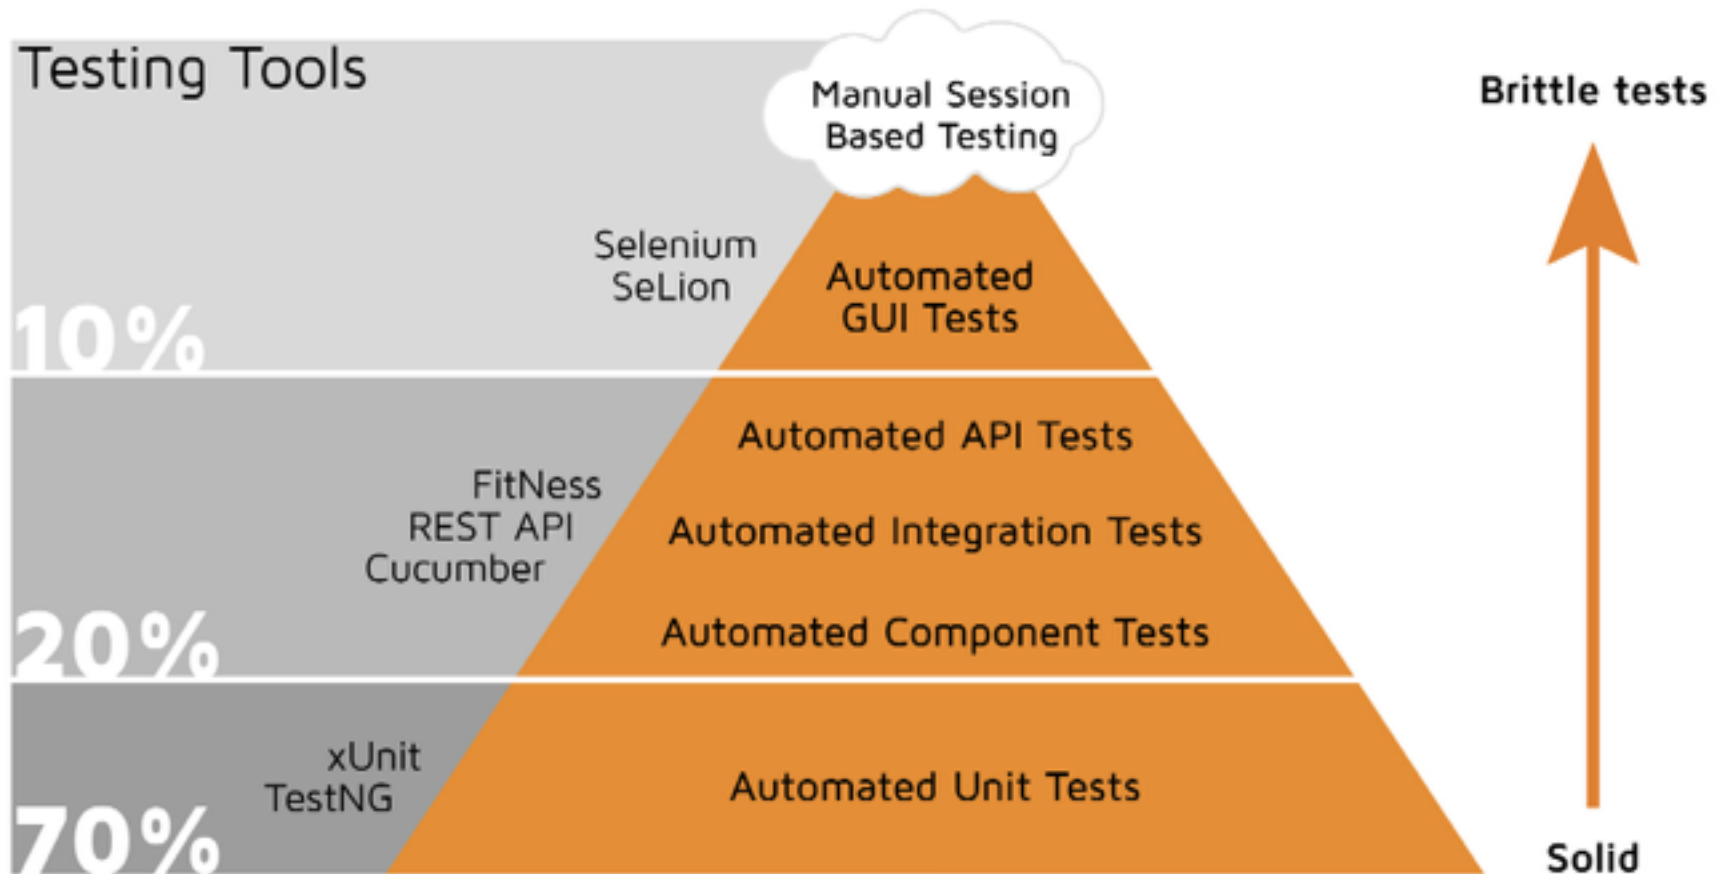 Testing Tools
Manual Session
Based Testing
Brittle tests
Selenium
SeLion
Automated
GUI Tests
10%
Automated API Tests
FitNess
REST API
Cucumber
Automated Integration Tests
Automated Component Tests
20%
xUnit
TestNG
Automated Unit Tests
70%
Solid